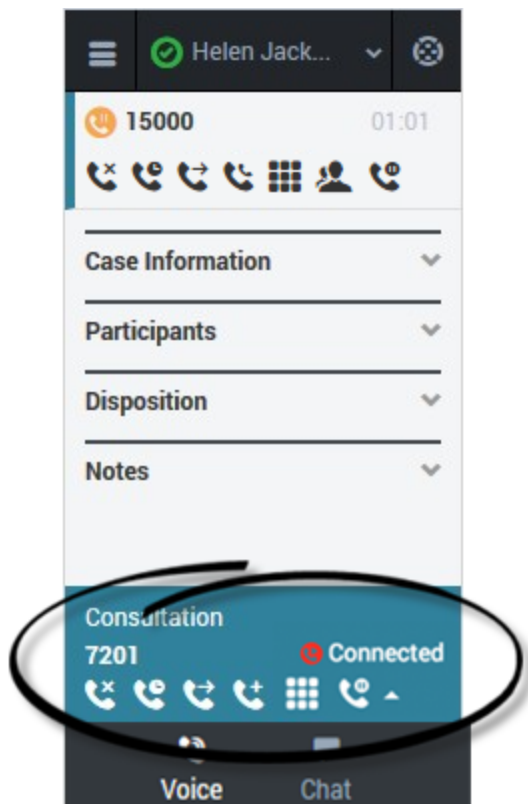 Helen Jack...
15000 01:01
Case Information
Participants
Disposition
Notes
Consultation
7201 Connected
Voice Chat